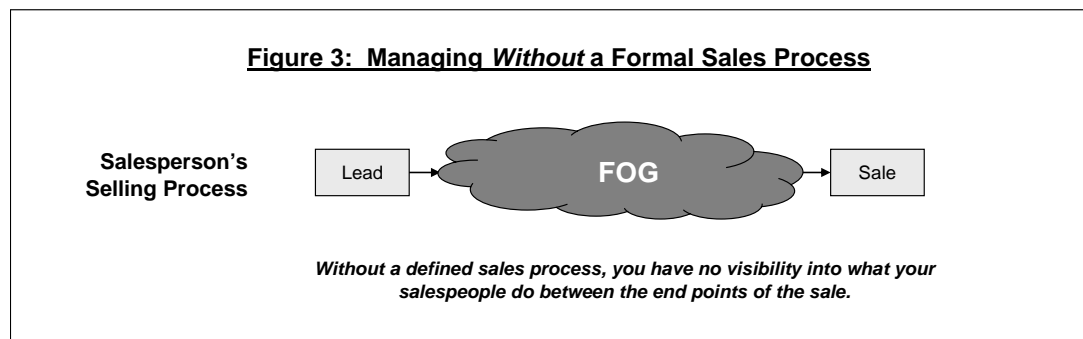 Figure 3: Managing Without a Formal Sales Process
Salesperson's
Selling Process
Lead
FOG
Sale
Without a defined sales process, you have no visibility into what your
salespeople do between the end points of the sale.